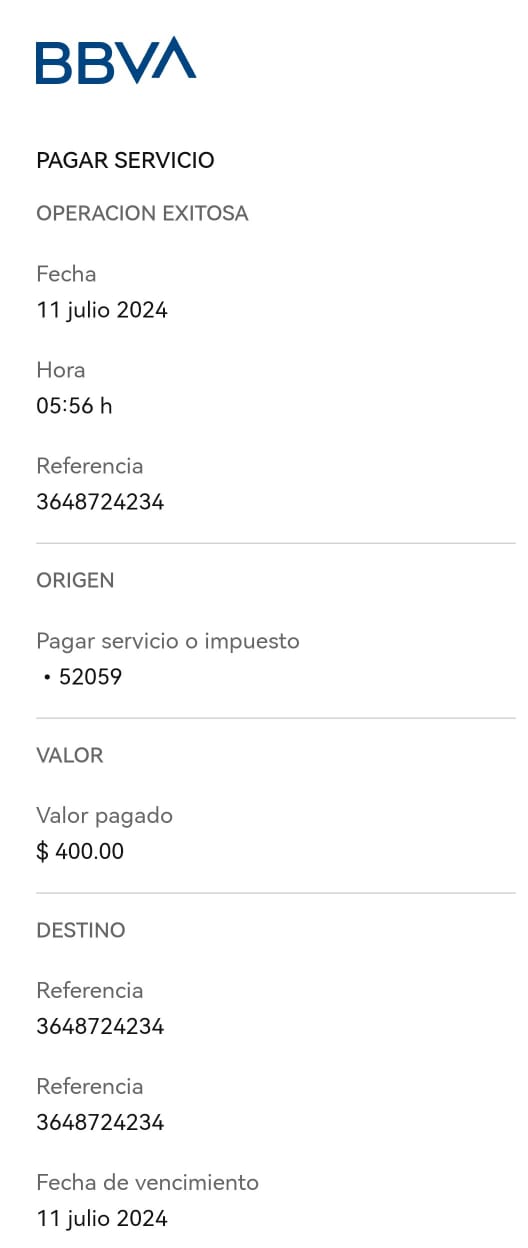 BBVA
PAGAR SERVICIO
OPERACION EXITOSA
Fecha
11 julio 2024
Hora
05:56 h
Referencia
3648724234
ORIGEN
Pagar servicio o impuesto
• 52059
VALOR
Valor pagado
$ 400.00
DESTINO
Referencia
3648724234
Referencia
3648724234
Fecha de vencimiento
11 julio 2024